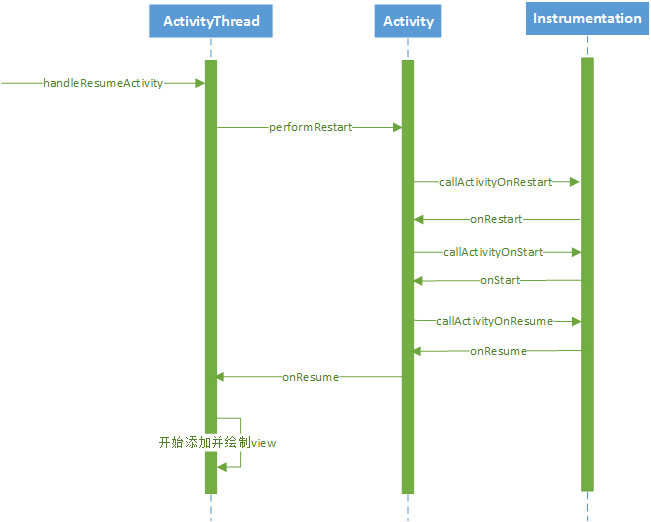 ActivityThread
Activity
Instrumentation
handleResumeActivity
performRestart
callActivityOnRestart
onRestart
callActivityOnStart
onStart
callActivityOnResume
onResume
onResume
开始添加并绘制view